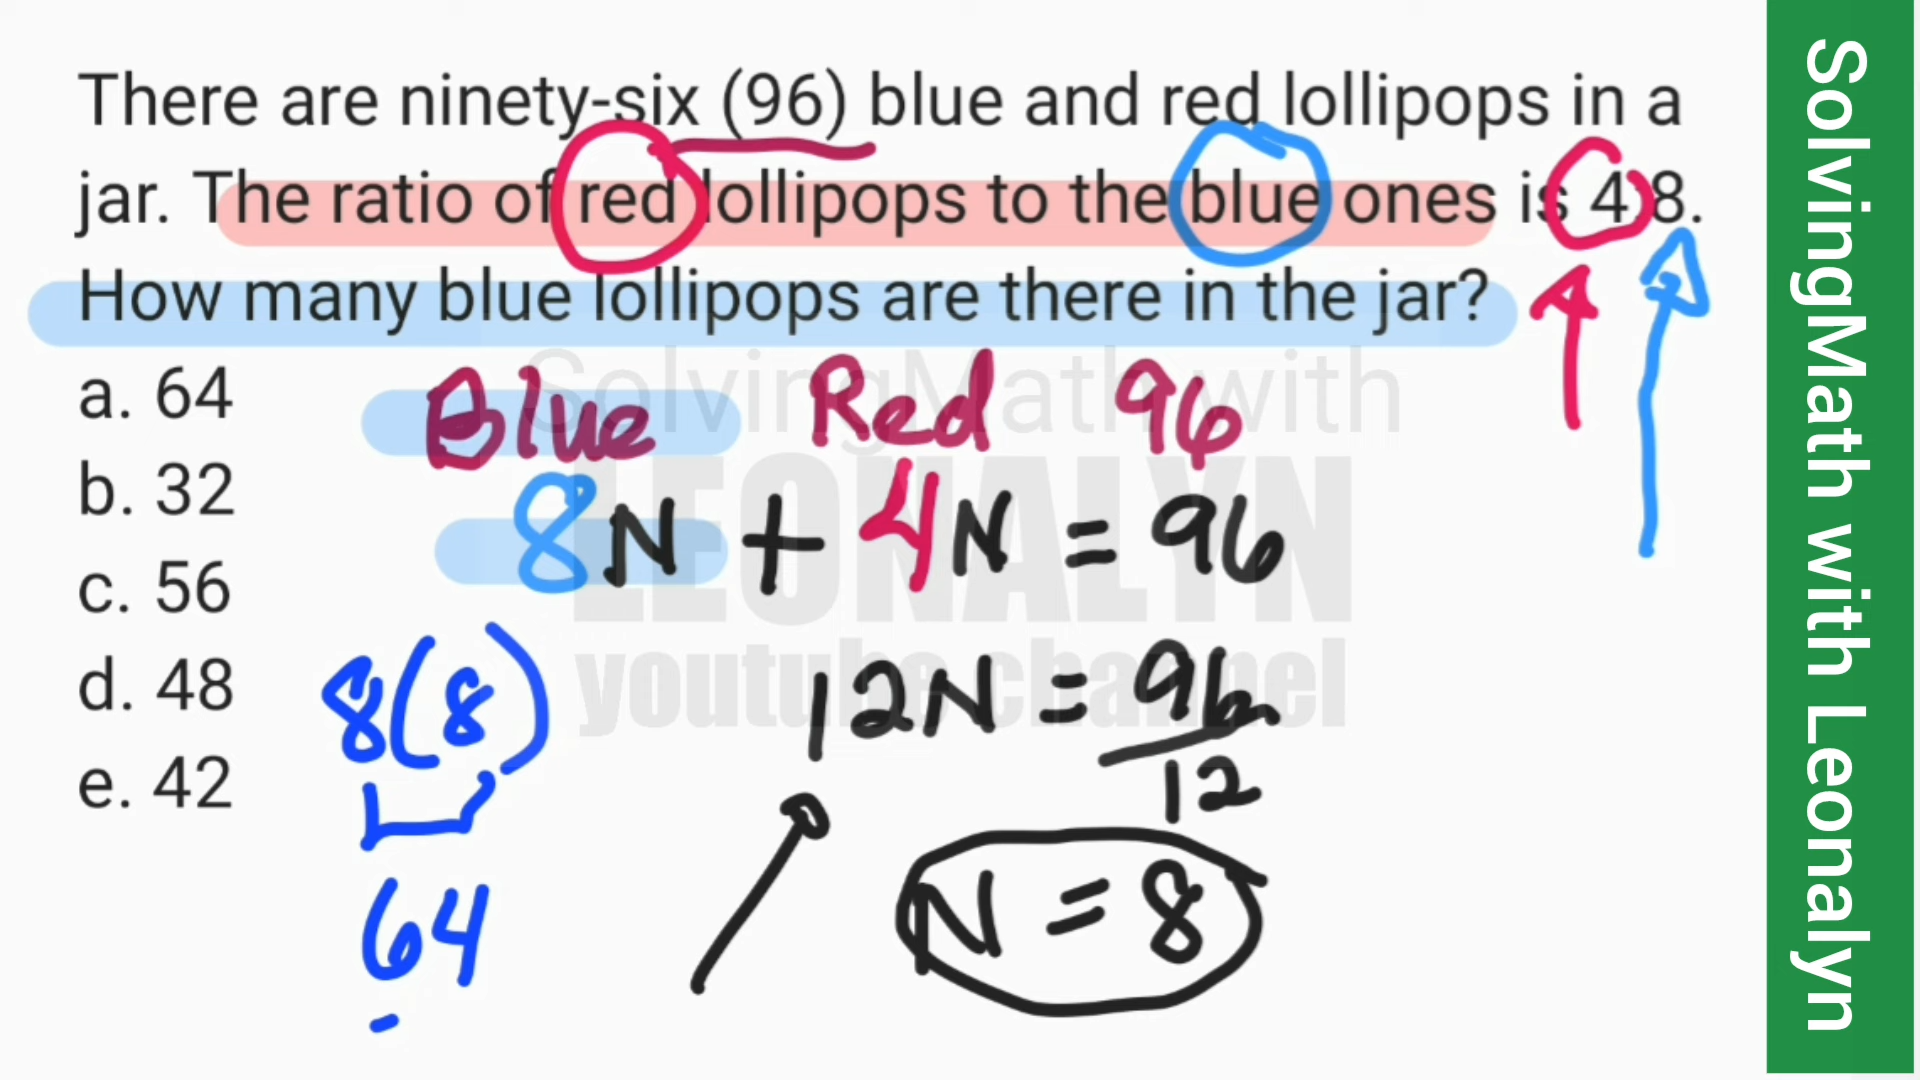 There are ninety-six (96) blue and red lollipops in a
jar. The ratio of red lollipops to the blue ones is 4:8.
How many blue lollipops are there in the jar?
a. 64
b. 32
c. 56
d. 48
e. 42
Blue Red 96
8N + 4N = 96
12N = 96
12
N = 8
8(8)
64
SolvingMath with
LEONALYN
youtube channel
SolvingMath with Leonalyn